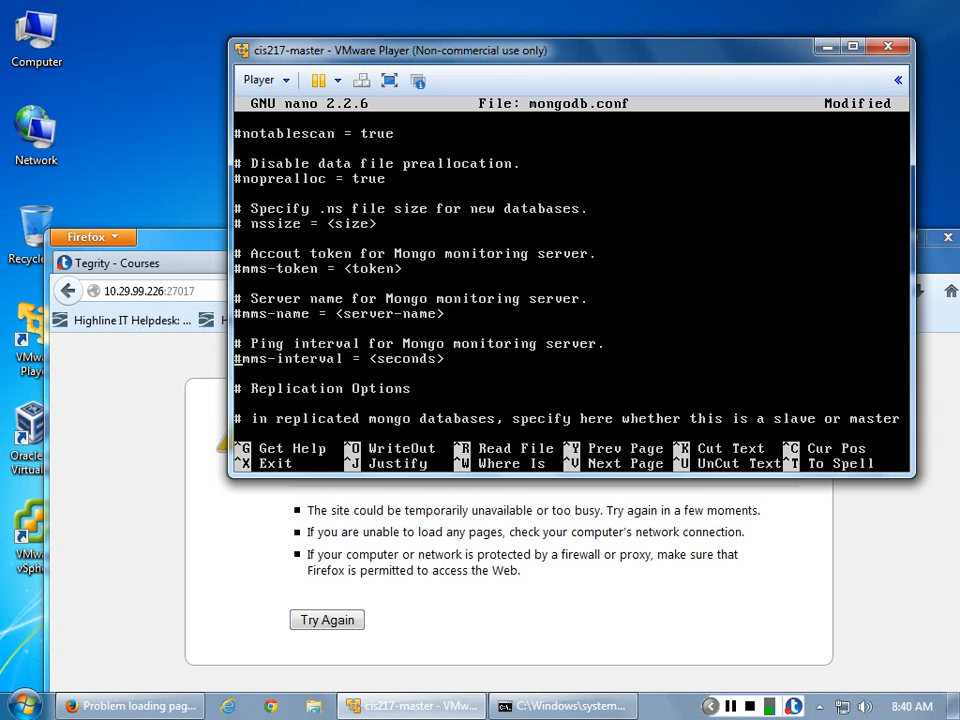 Computer
Network
Recycle
VMw
Play
Oracle
Virtual
VMw
vSph
cis217-master - VMware Player (Non-commercial use only)
Player
GNU nano 2.2.6 File: mongodb.conf Modified
#notablescan = true
# Disable data file preallocation.
#noprealloc = true
# Specify .ns file size for new databases.
# nssize = <size>
# Accout token for Mongo monitoring server.
#mms-token = <token>
# Server name for Mongo monitoring server.
#mms-name = <server-name>
# Ping interval for Mongo monitoring server.
#mms-interval = <seconds>
# Replication Options
# in replicated mongo databases, specify here whether this is a slave or master
^G Get Help ^O WriteOut ^R Read File ^Y Prev Page ^K Cut Text ^C Cur Pos
^X Exit ^J Justify ^W Where Is ^V Next Page ^U UnCut Text ^T To Spell
Firefox
Tegrity - Courses
10.29.99.226:27017
Highline IT Helpdesk: ...
The site could be temporarily unavailable or too busy. Try again in a few moments.
If you are unable to load any pages, check your computer's network connection.
If your computer or network is protected by a firewall or proxy, make sure that
Firefox is permitted to access the Web.
Try Again
Problem loading pag...
cis217-master - VMw...
C:\Windows\system...
8:40 AM